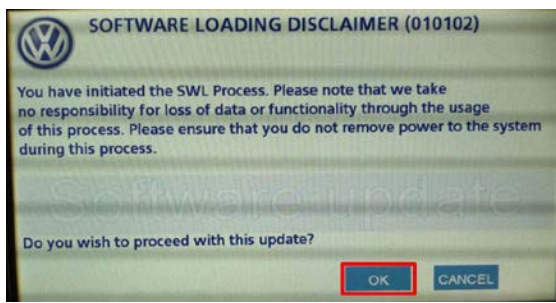 SOFTWARE LOADING DISCLAIMER (010102)
You have initiated the SWL Process. Please note that we take
no responsibility for loss of data or functionality through the usage
of this process. Please ensure that you do not remove power to the system
during this process.
Software update
Do you wish to proceed with this update?
OK CANCEL